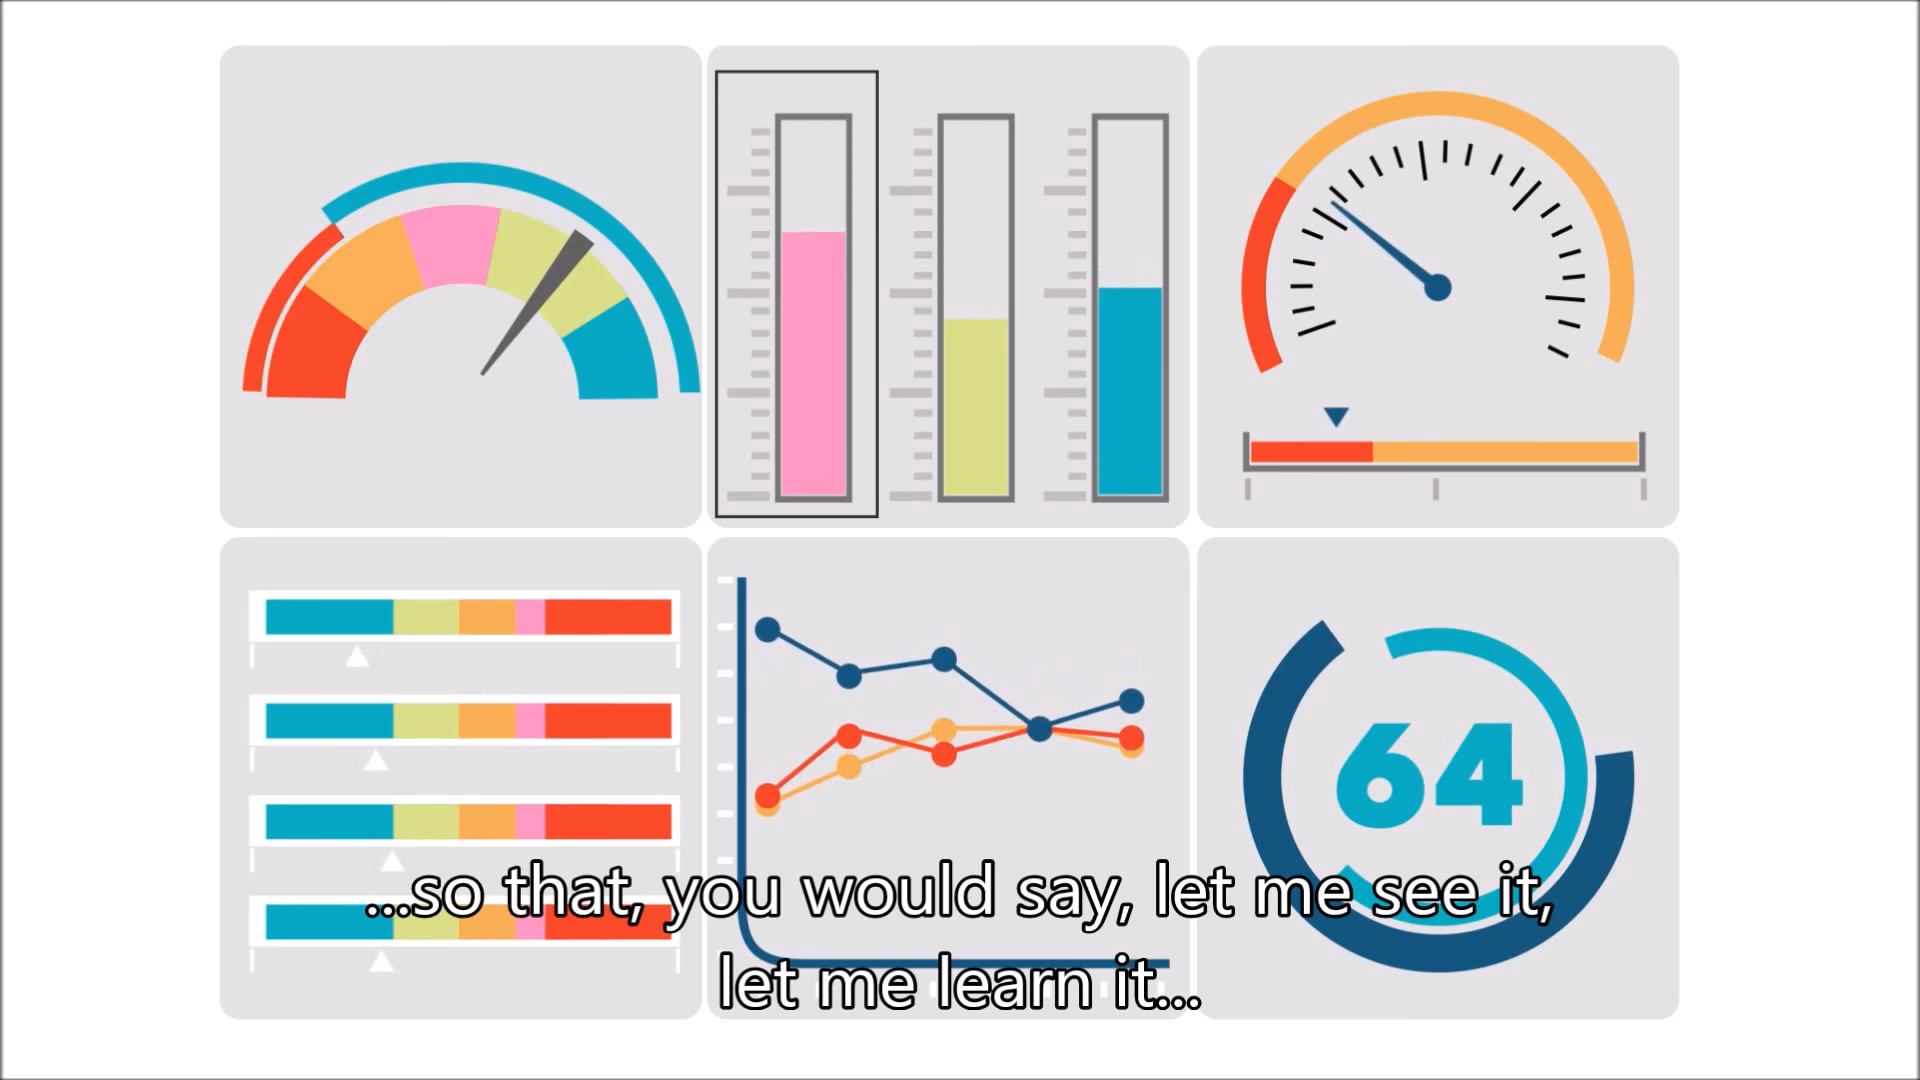 64
...so that, you would say, let me see it,
let me learn it...